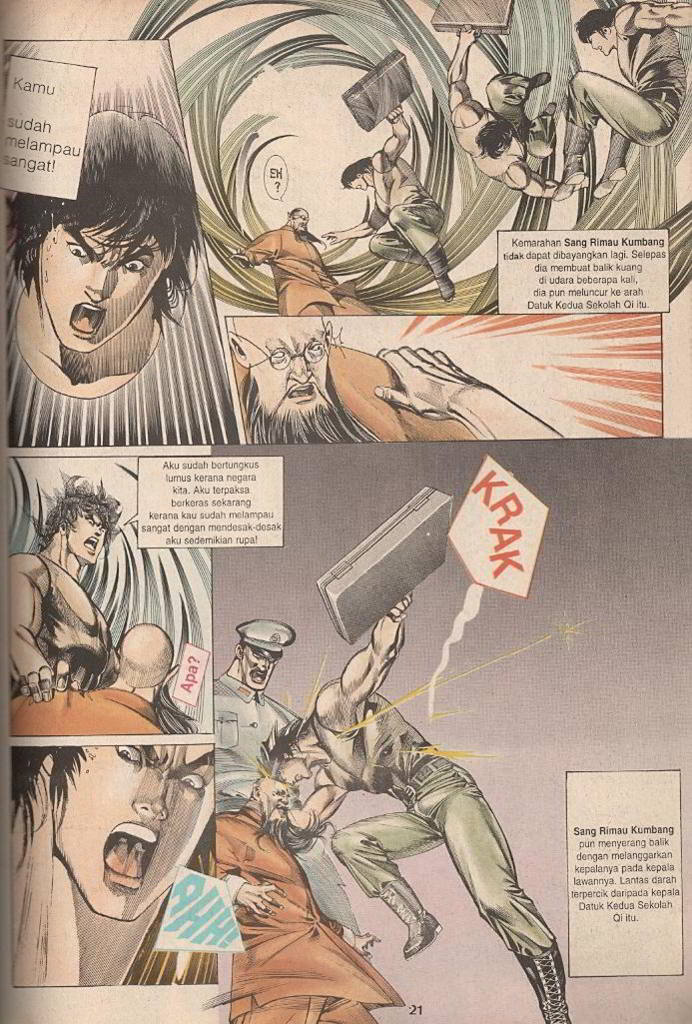 Kamu
sudah
melampau
sangat!
EH
?
Kemarahan Sang Rimau Kumbang
tidak dapat dibayangkan lagi. Selepas
dia membuat balik kuang
di udara beberapa kali,
dia pun meluncur ke arah
Datuk Kedua Sekolah Qi itu.
Aku sudah bertungkus
lumus kerana negara
kita. Aku terpaksa
berkeras sekarang
kerana kau sudah melampau
sangat dengan mendesak-desak
aku sedemikian rupa!
Apa?
KRAK
AHH!
Sang Rimau Kumbang
pun menyerang balik
dengan melanggarkan
kepalanya pada kepala
lawannya. Lantas darah
terpercik daripada kepala
Datuk Kedua Sekolah
Qi itu.
21